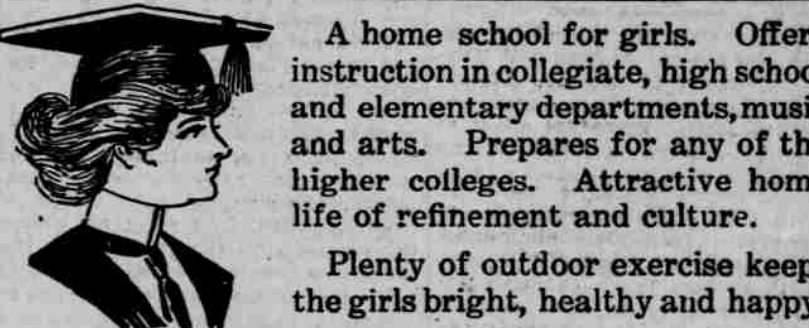 A home school for girls. Offer
instruction in collegiate, high schoo
and elementary departments, mus
and arts. Prepares for any of th
higher colleges. Attractive hom
life of refinement and culture.
Plenty of outdoor exercise keep
the girls bright, healthy and happy